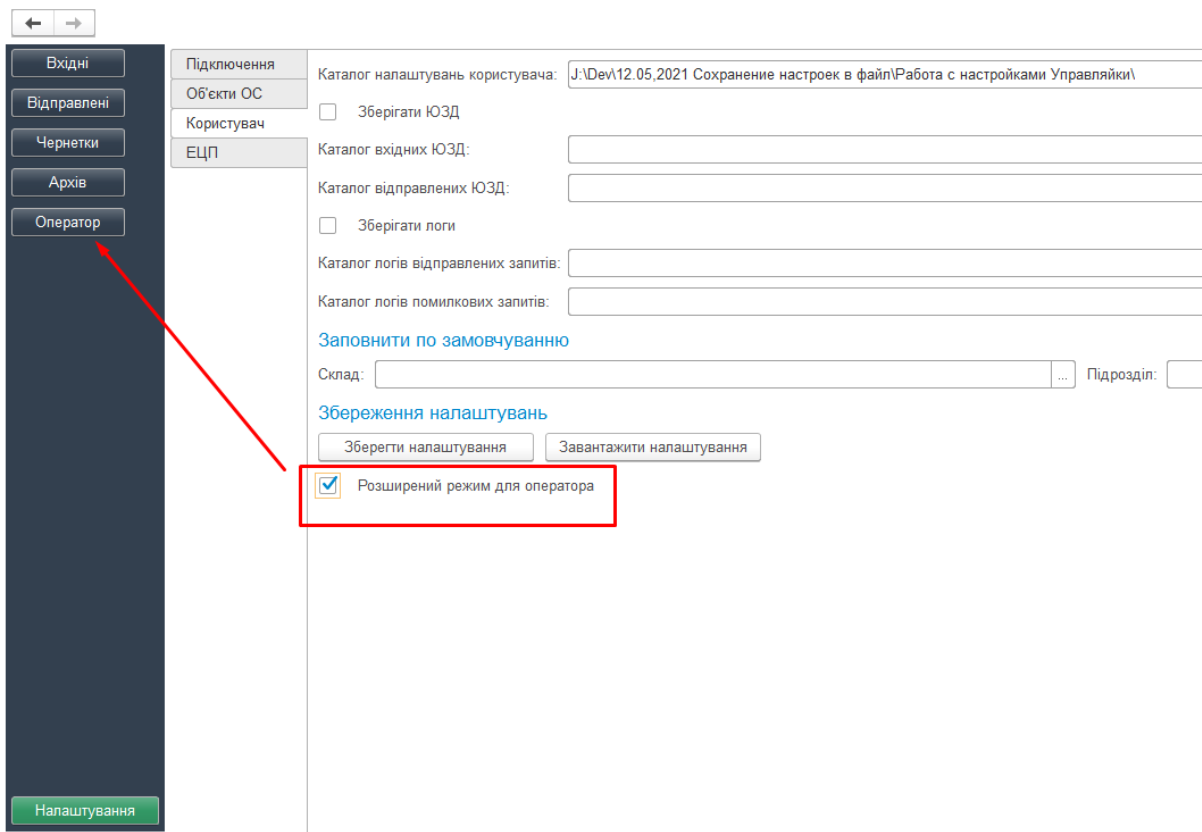 Вхідні
Відправлені
Чернетки
Архів
Оператор
Налаштування
Підключення
Об'єкти ОС
Користувач
ЕЦП
Каталог налаштувань користувача: J:\Dev\12.05,2021 Сохранение настроек в файл\Работа с настройками Управляйки\
Зберігати ЮЗД
Каталог вхідних ЮЗД:
Каталог відправлених ЮЗД:
Зберігати логи
Каталог логів відправлених запитів:
Каталог логів помилкових запитів:
Заповнити по замовчуванню
Склад: ... Підрозділ:
Збереження налаштувань
Зберегти налаштування Завантажити налаштування
Розширений режим для оператора